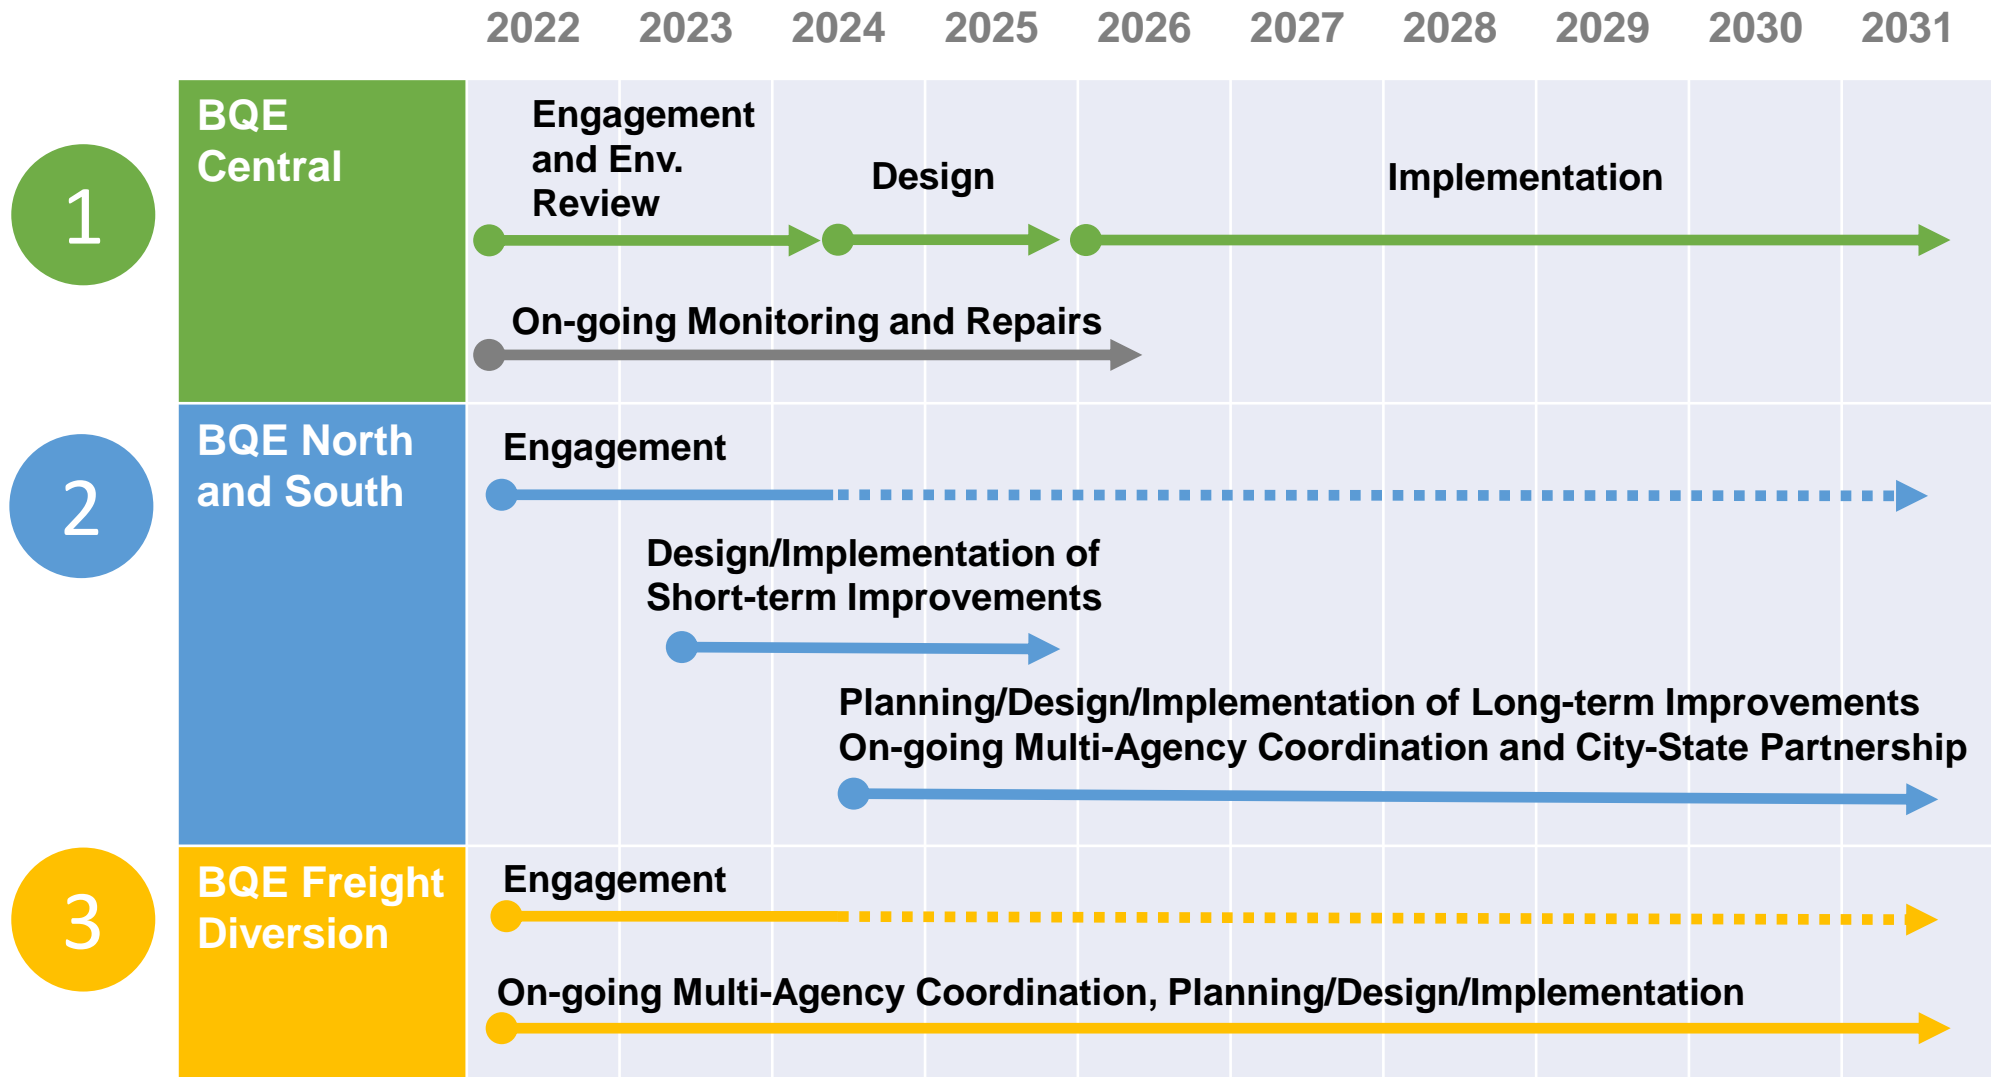 2022 2023 2024 2025 2026 2027 2028 2029 2030 2031
1
BQE
Central
Engagement
and Env.
Review
Design
Implementation
On-going Monitoring and Repairs
2
BQE North
and South
Engagement
Design/Implementation of
Short-term Improvements
Planning/Design/Implementation of Long-term Improvements
On-going Multi-Agency Coordination and City-State Partnership
3
BQE Freight
Diversion
Engagement
On-going Multi-Agency Coordination, Planning/Design/Implementation